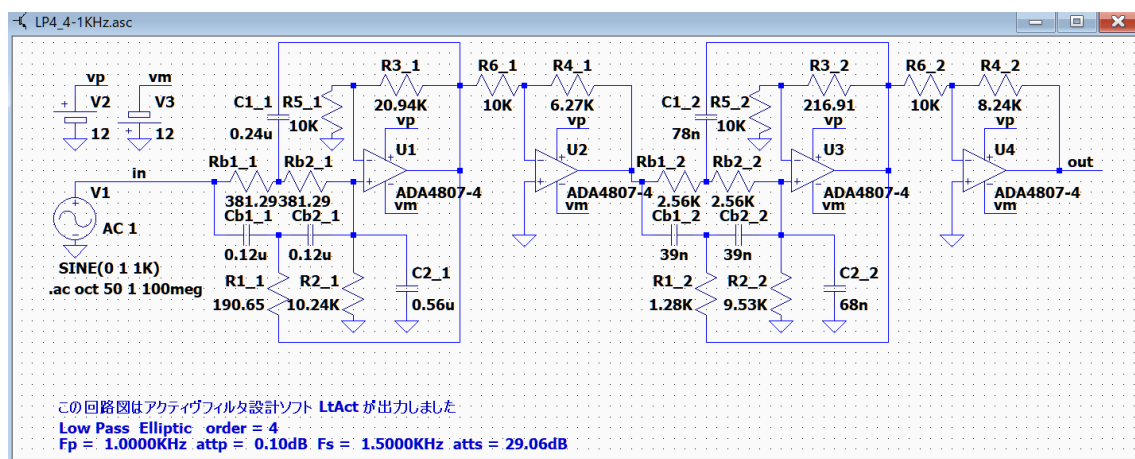 LP4_4-1KHz.asc
vp vm
V2 V3
12 12
in
V1
AC 1
SINE(0 1 1K)
.ac oct 50 1 100meg
C1_1
0.24u
R5_1
10K
R3_1
20.94K
vp
U1
ADA4807-4
vm
Rb1_1
381.29
Rb2_1
381.29
Cb1_1
0.12u
Cb2_1
0.12u
R1_1
190.65
R2_1
10.24K
C2_1
0.56u
R6_1
10K
R4_1
6.27K
vp
U2
ADA4807-4
vm
C1_2
78n
R5_2
10K
R3_2
216.91
vp
U3
ADA4807-4
vm
Rb1_2
2.56K
Rb2_2
2.56K
Cb1_2
39n
Cb2_2
39n
R1_2
1.28K
R2_2
9.53K
C2_2
68n
R6_2
10K
R4_2
8.24K
vp
U4
ADA4807-4
vm
out
この回路図はアクティヴフィルタ設計ソフト LtAct が出力しました
Low Pass Elliptic order = 4
Fp = 1.0000KHz attp = 0.10dB Fs = 1.5000KHz atts = 29.06dB